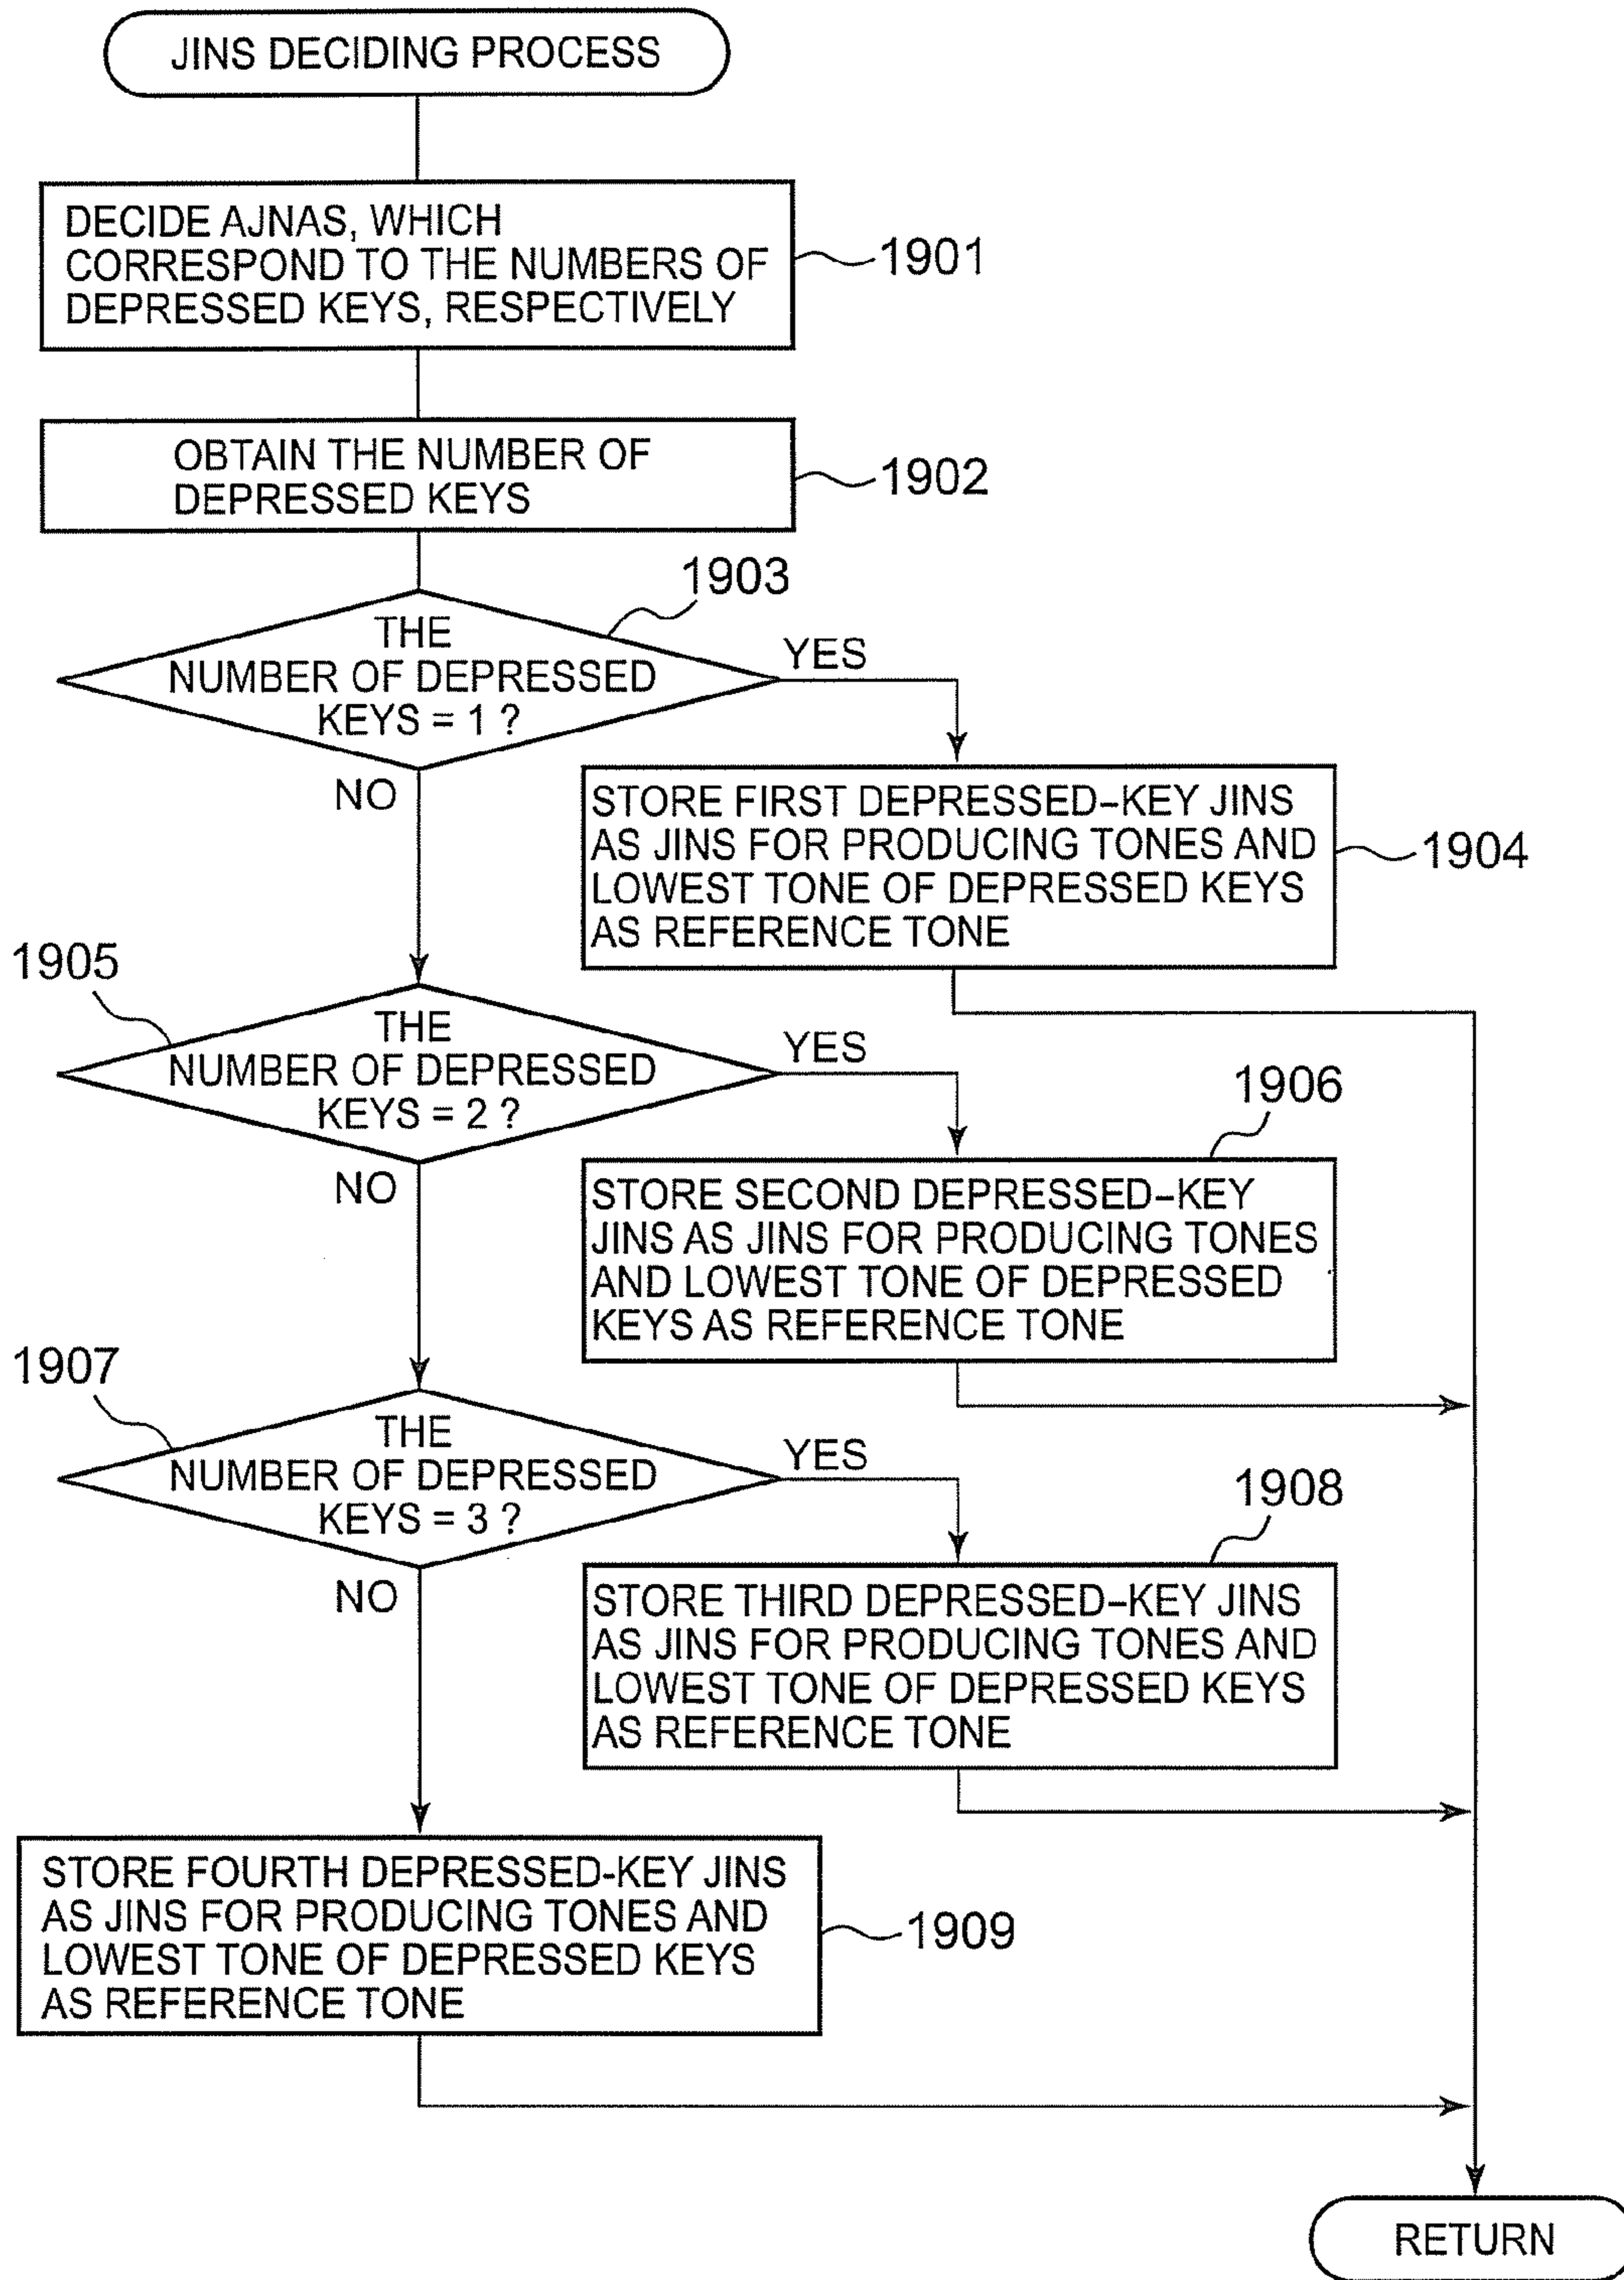 JINS DECIDING PROCESS
DECIDE AJNAS, WHICH
CORRESPOND TO THE NUMBERS OF
DEPRESSED KEYS, RESPECTIVELY
1901
OBTAIN THE NUMBER OF
DEPRESSED KEYS
1902
1903
THE
NUMBER OF DEPRESSED
KEYS = 1 ?
YES
NO
STORE FIRST DEPRESSED-KEY JINS
AS JINS FOR PRODUCING TONES AND
LOWEST TONE OF DEPRESSED KEYS
AS REFERENCE TONE
1904
1905
THE
NUMBER OF DEPRESSED
KEYS = 2 ?
YES
NO
1906
STORE SECOND DEPRESSED-KEY
JINS AS JINS FOR PRODUCING TONES
AND LOWEST TONE OF DEPRESSED
KEYS AS REFERENCE TONE
1907
THE
NUMBER OF DEPRESSED
KEYS = 3 ?
YES
NO
1908
STORE THIRD DEPRESSED-KEY JINS
AS JINS FOR PRODUCING TONES AND
LOWEST TONE OF DEPRESSED KEYS
AS REFERENCE TONE
STORE FOURTH DEPRESSED-KEY JINS
AS JINS FOR PRODUCING TONES AND
LOWEST TONE OF DEPRESSED KEYS
AS REFERENCE TONE
1909
RETURN